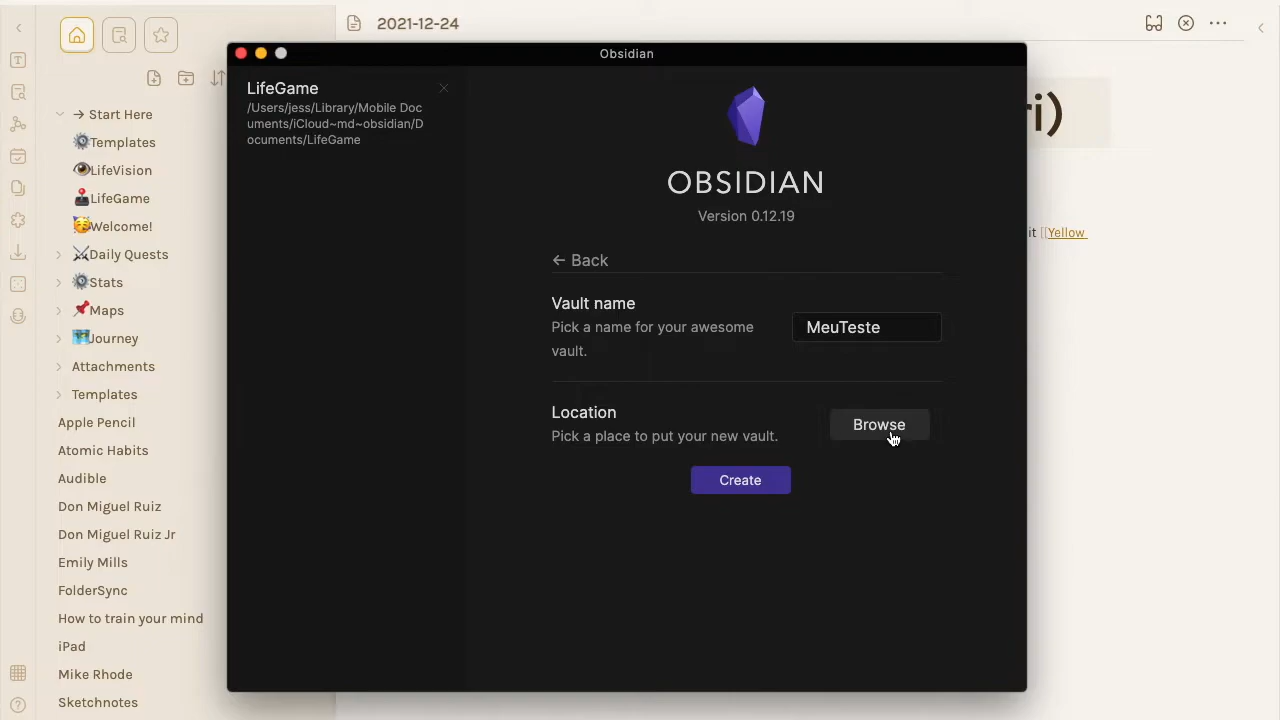 2021-12-24
Obsidian
→ Start Here
Templates
LifeVision
LifeGame
Welcome!
Daily Quests
Stats
Maps
Journey
Attachments
Templates
Apple Pencil
Atomic Habits
Audible
Don Miguel Ruiz
Don Miguel Ruiz Jr
Emily Mills
FolderSync
How to train your mind
iPad
Mike Rhode
Sketchnotes
LifeGame
/Users/jess/Library/Mobile Doc
uments/iCloud~md~obsidian/D
ocuments/LifeGame
OBSIDIAN
Version 0.12.19
← Back
Vault name
Pick a name for your awesome
vault.
MeuTeste
Location
Pick a place to put your new vault.
Browse
Create
ri)
it [[Yellow